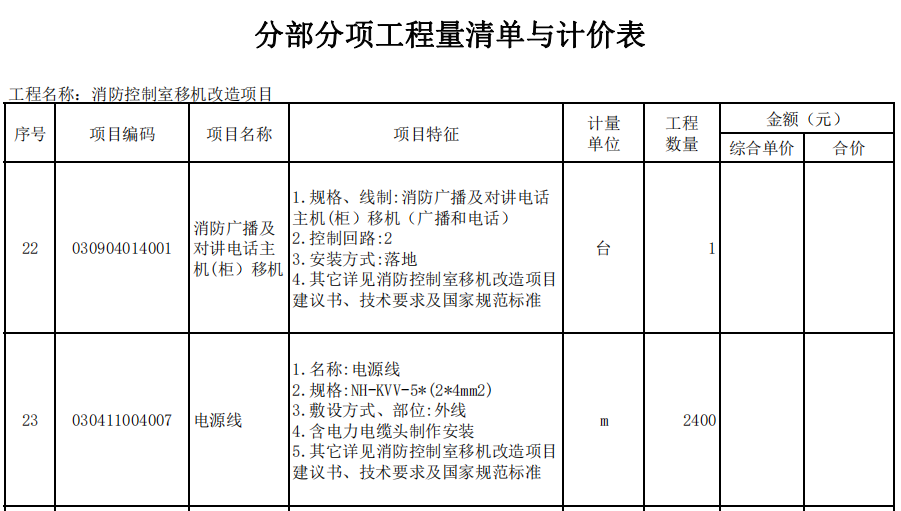 分部分项工程量清单与计价表
工程名称：消防控制室移机改造项目
序号 项目编码 项目名称 项目特征 计量单位 工程数量 金额（元）
综合单价 合价
22 030904014001 消防广播及对讲电话主机(柜）移机
1.规格、线制:消防广播及对讲电话
主机(柜）移机（广播和电话）
2.控制回路:2
3.安装方式:落地
4.其它详见消防控制室移机改造项目
建议书、技术要求及国家规范标准
台 1
23 030411004007 电源线
1.名称:电源线
2.规格:NH-KVV-5*(2*4mm2)
3.敷设方式、部位:外线
4.含电力电缆头制作安装
5.其它详见消防控制室移机改造项目
建议书、技术要求及国家规范标准
m 2400